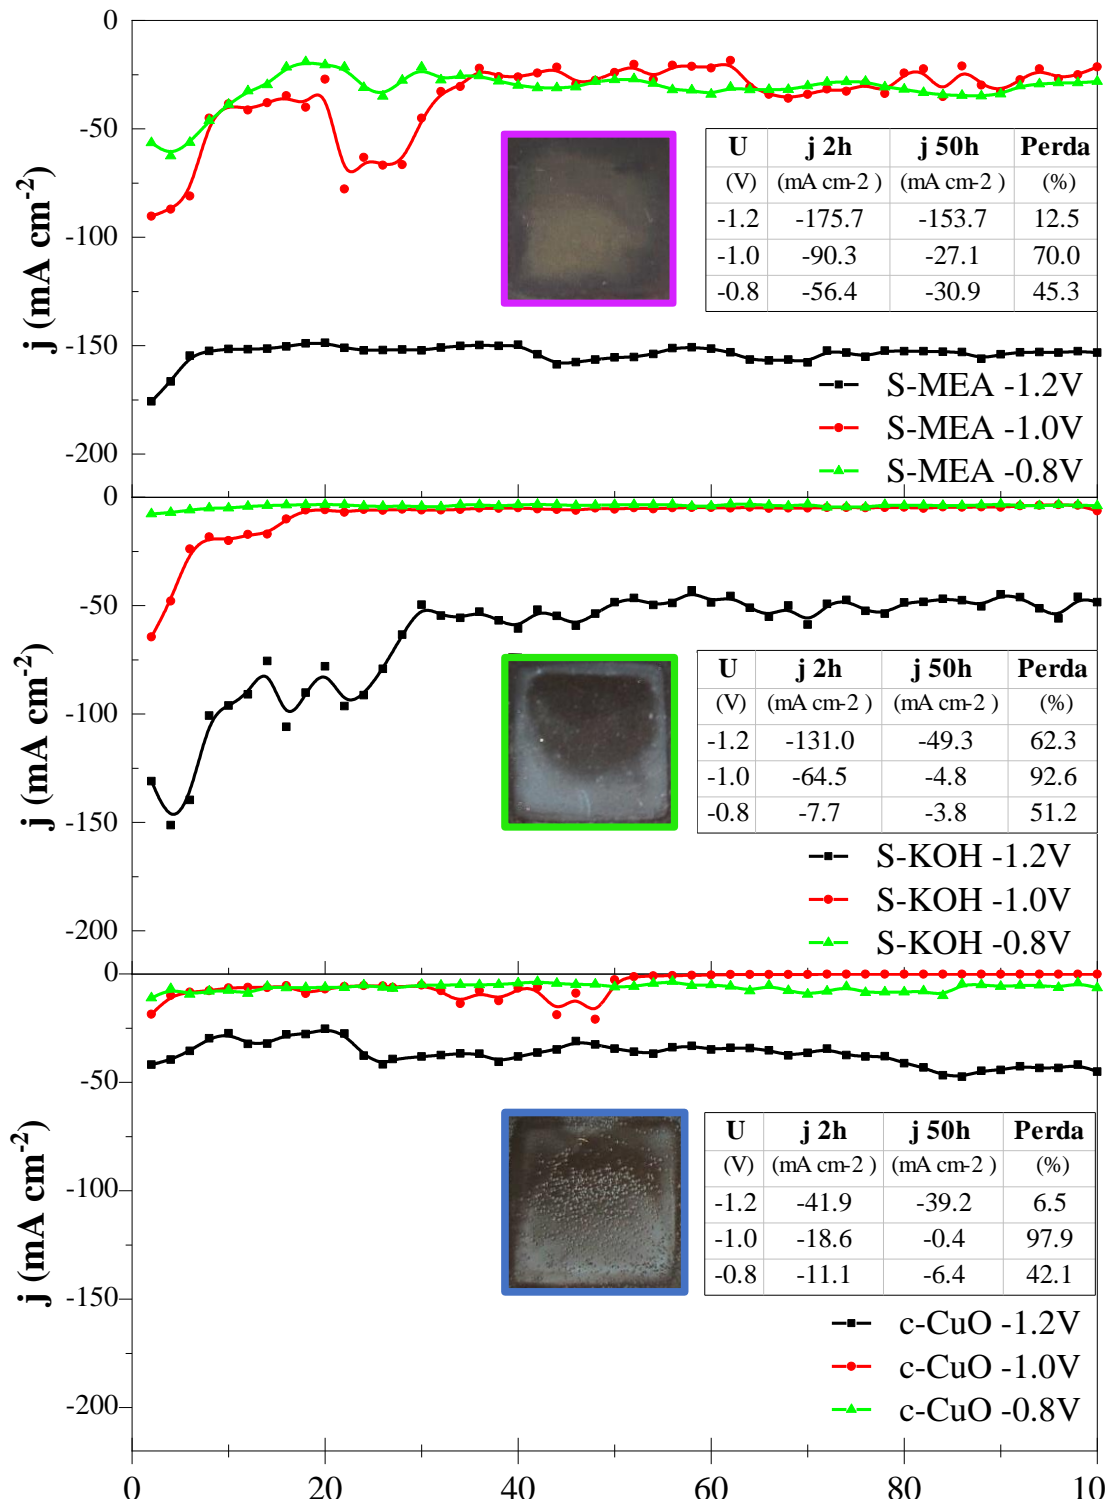 0
-50
-100
-150
-200
j (mA cm-2)
U j 2h j 50h Perda
(V) (mA cm-2 ) (mA cm-2 ) (%)
-1.2 -175.7 -153.7 12.5
-1.0 -90.3 -27.1 70.0
-0.8 -56.4 -30.9 45.3
S-MEA -1.2V
S-MEA -1.0V
S-MEA -0.8V
0
-50
-100
-150
-200
j (mA cm-2)
U j 2h j 50h Perda
(V) (mA cm-2 ) (mA cm-2 ) (%)
-1.2 -131.0 -49.3 62.3
-1.0 -64.5 -4.8 92.6
-0.8 -7.7 -3.8 51.2
S-KOH -1.2V
S-KOH -1.0V
S-KOH -0.8V
0
-50
-100
-150
-200
j (mA cm-2)
U j 2h j 50h Perda
(V) (mA cm-2 ) (mA cm-2 ) (%)
-1.2 -41.9 -39.2 6.5
-1.0 -18.6 -0.4 97.9
-0.8 -11.1 -6.4 42.1
c-CuO -1.2V
c-CuO -1.0V
c-CuO -0.8V
0 20 40 60 80 10